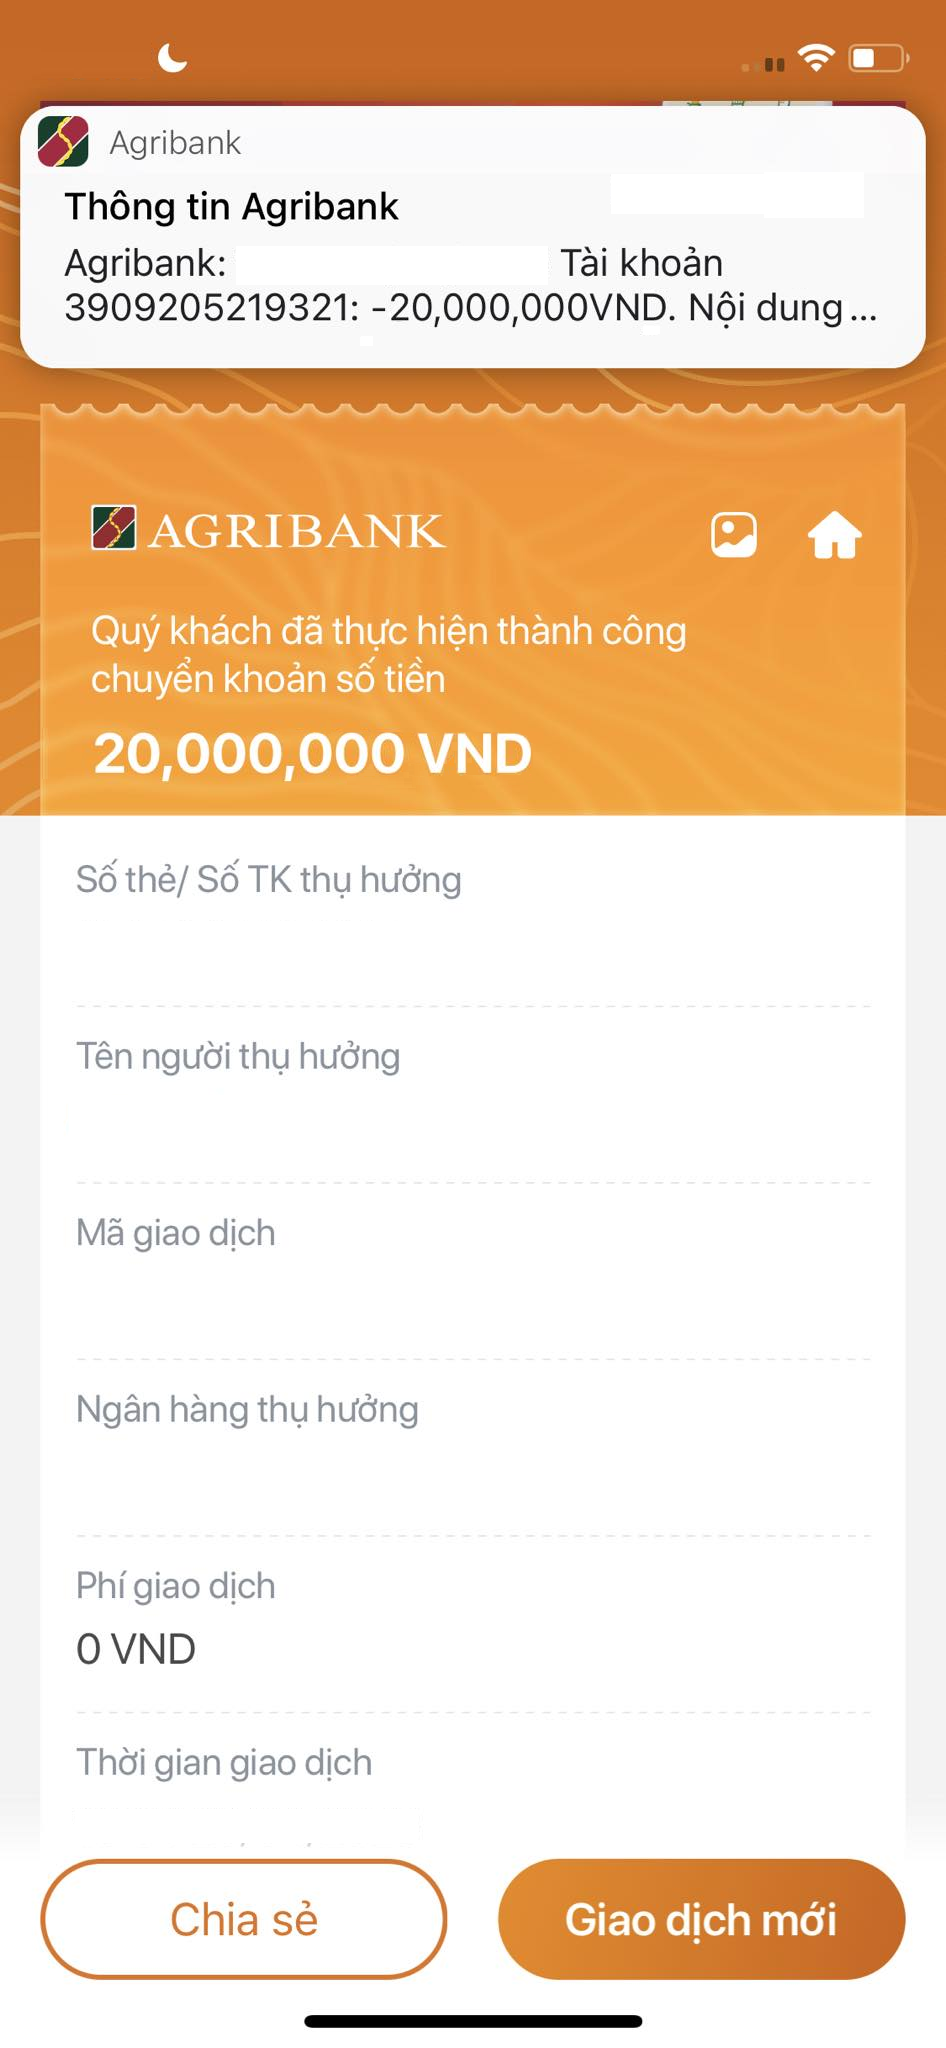 Agribank
Thông tin Agribank
Agribank: Tài khoản
3909205219321: -20,000,000VND. Nội dung...
AGRIBANK
Quý khách đã thực hiện thành công
chuyển khoản số tiền
20,000,000 VND
Số thẻ/ Số TK thụ hưởng
Tên người thụ hưởng
Mã giao dịch
Ngân hàng thụ hưởng
Phí giao dịch
0 VND
Thời gian giao dịch
Chia sẻ
Giao dịch mới